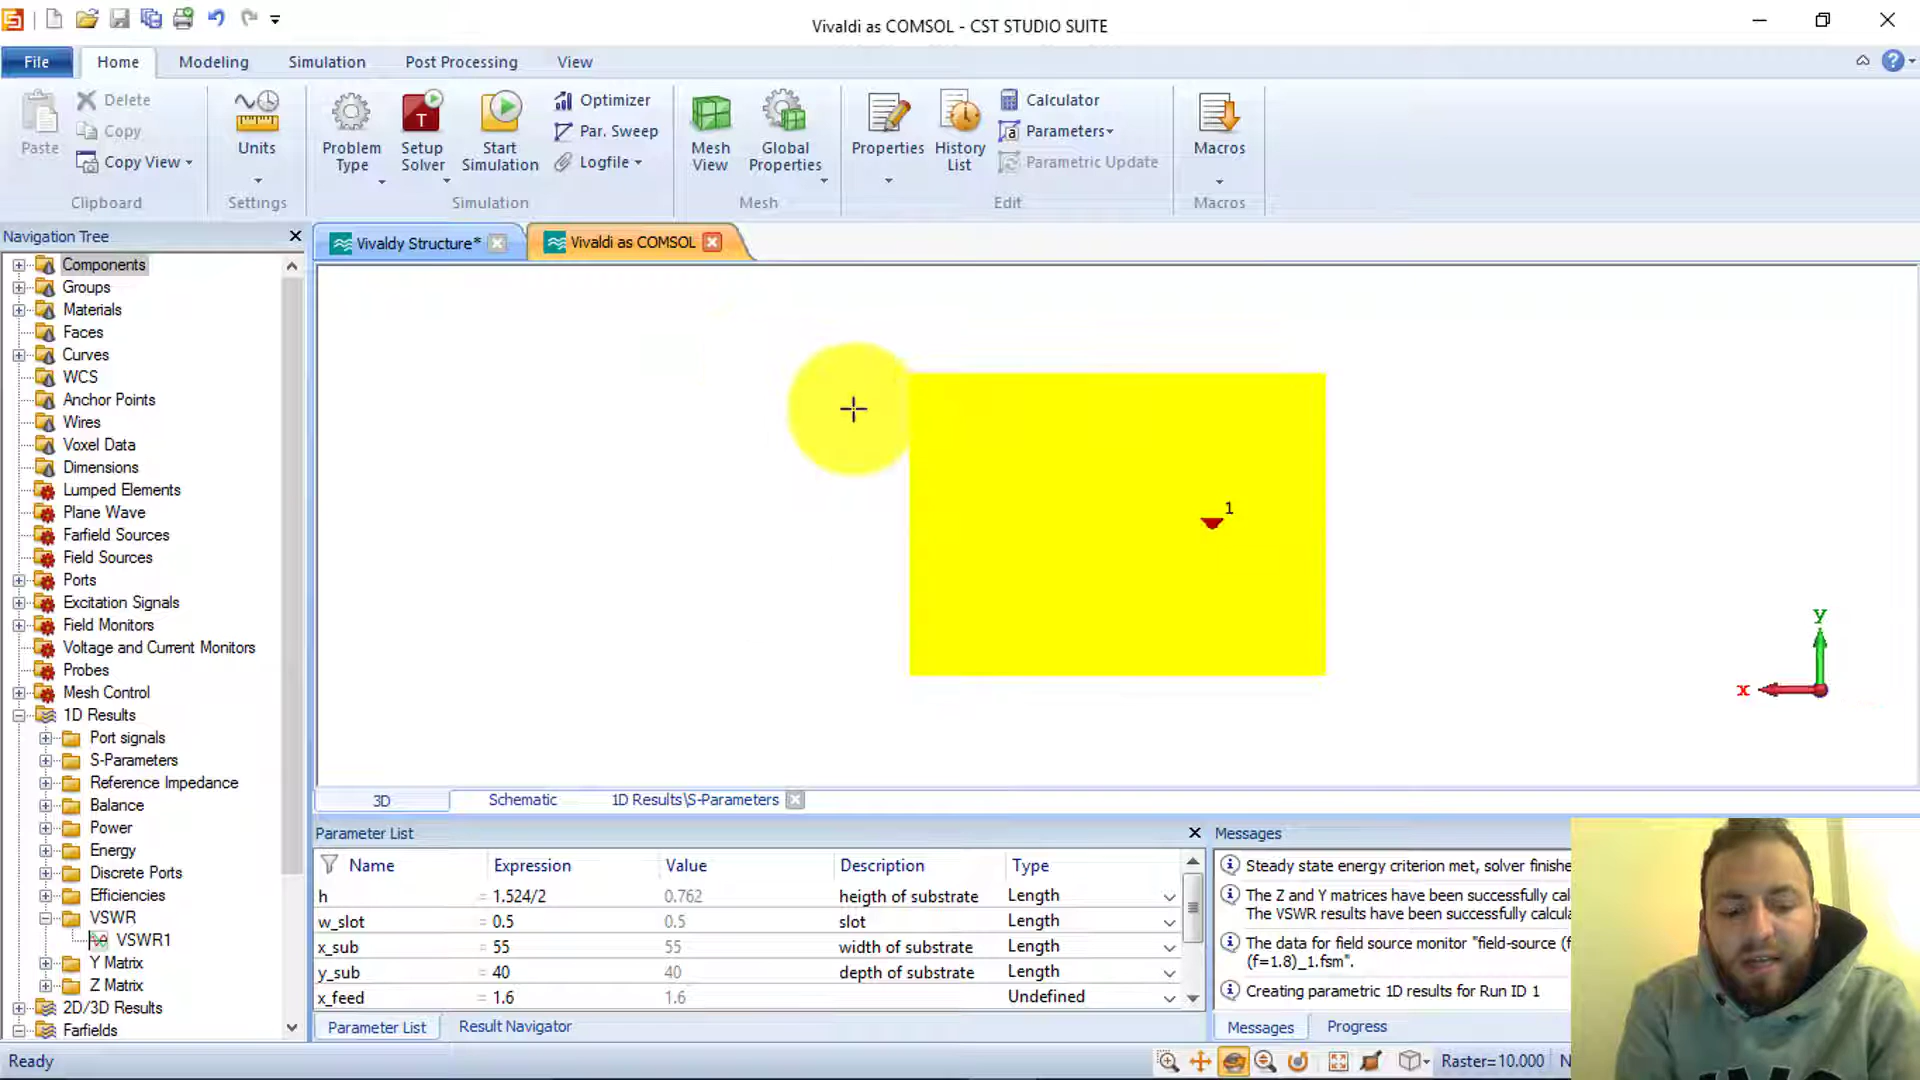 Vivaldi as COMSOL - CST STUDIO SUITE
File Home Modeling Simulation Post Processing View
Paste
Delete
Copy
Copy View
Clipboard
Units
Settings
Problem Type
Setup Solver
Start Simulation
Optimizer
Par. Sweep
Logfile
Simulation
Mesh View
Global Properties
Mesh
Properties
History List
Calculator
Parameters
Parametric Update
Edit
Macros
Macros
Navigation Tree
Vivaldy Structure*
Vivaldi as COMSOL
Components
Groups
Materials
Faces
Curves
WCS
Anchor Points
Wires
Voxel Data
Dimensions
Lumped Elements
Plane Wave
Farfield Sources
Field Sources
Ports
Excitation Signals
Field Monitors
Voltage and Current Monitors
Probes
Mesh Control
1D Results
Port signals
S-Parameters
Reference Impedance
Balance
Power
Energy
Discrete Ports
Efficiencies
VSWR
VSWR1
Y Matrix
Z Matrix
2D/3D Results
Farfields
1
y
x
3D Schematic 1D Results\S-Parameters
Parameter List
Name Expression Value Description Type
h = 1.524/2 0.762 heigth of substrate Length
w_slot = 0.5 0.5 slot Length
x_sub = 55 55 width of substrate Length
y_sub = 40 40 depth of substrate Length
x_feed = 1.6 1.6 Undefined
Parameter List Result Navigator
Messages
Steady state energy criterion met, solver finishe
The Z and Y matrices have been successfully cal
The VSWR results have been successfully calcula
The data for field source monitor "field-source (f
(f=1.8)_1.fsm".
Creating parametric 1D results for Run ID 1
Messages Progress
Ready
Raster=10.000